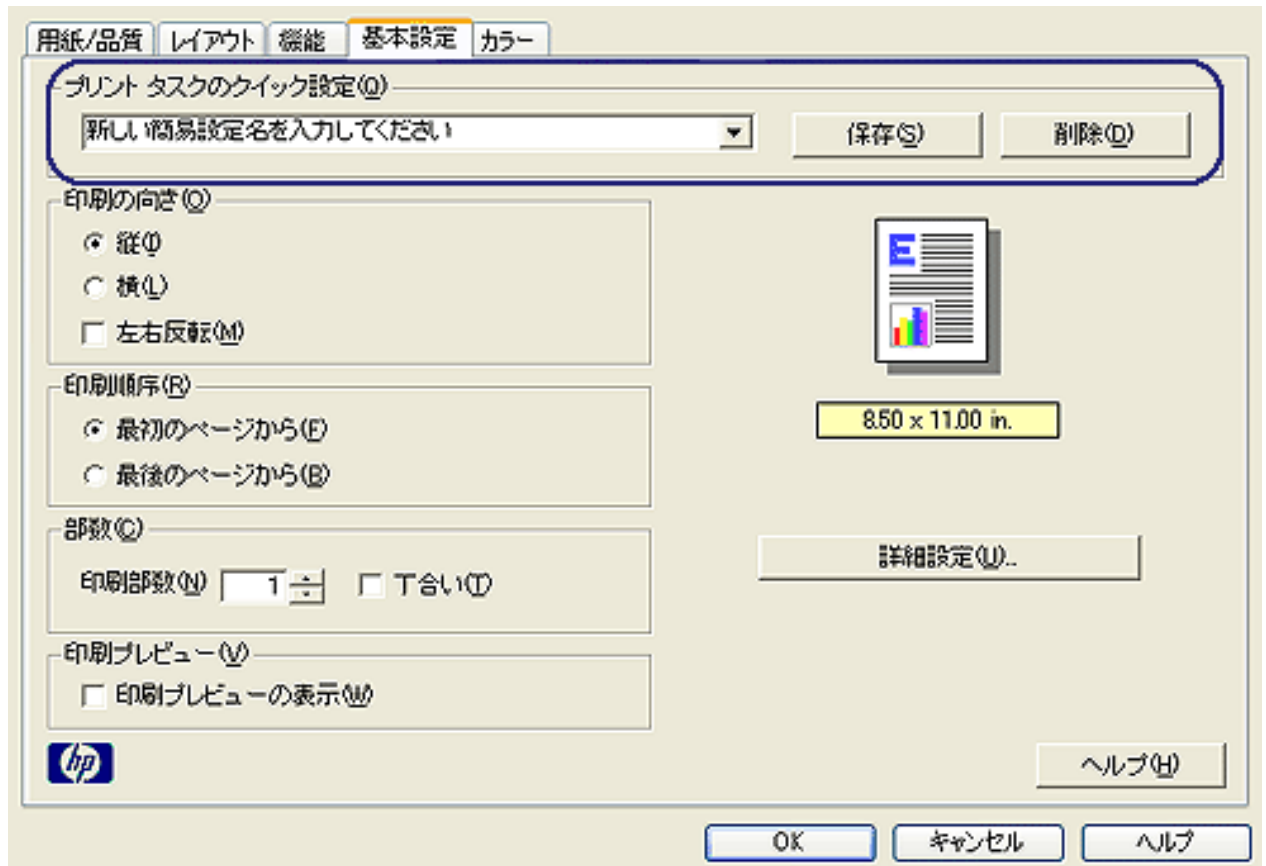 用紙/品質 レイアウト 機能 基本設定 カラー
プリント タスクのクイック設定(Q)
新しい簡易設定名を入力してください 保存(S) 削除(D)
印刷の向き(O)
縦(I)
横(L)
左右反転(M)
E
8.50 x 11.00 in.
印刷順序(R)
最初のページから(F)
最後のページから(B)
部数(C)
印刷部数(N) 1 丁合い(T)
詳細設定(U)...
印刷プレビュー(V)
印刷プレビューの表示(W)
hp
ヘルプ(H)
OK キャンセル ヘルプ